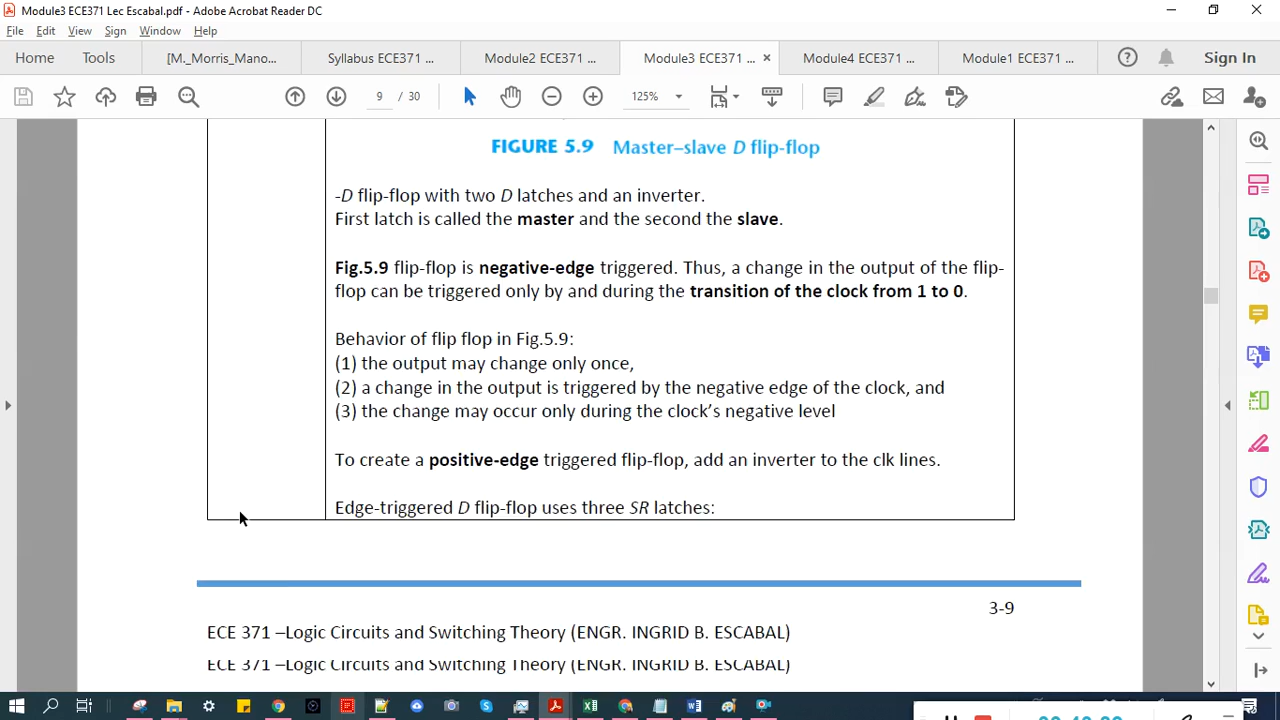 Module3 ECE371 Lec Escabal.pdf - Adobe Acrobat Reader DC
File Edit View Sign Window Help
Home Tools [M._Morris_Mano... Syllabus ECE371 ... Module2 ECE371 ... Module3 ECE371 ... × Module4 ECE371 ... Module1 ECE371 ... Sign In
9 / 30 125%
FIGURE 5.9 Master–slave D flip-flop
-D flip-flop with two D latches and an inverter.
First latch is called the master and the second the slave.
Fig.5.9 flip-flop is negative-edge triggered. Thus, a change in the output of the flip-
flop can be triggered only by and during the transition of the clock from 1 to 0.
Behavior of flip flop in Fig.5.9:
(1) the output may change only once,
(2) a change in the output is triggered by the negative edge of the clock, and
(3) the change may occur only during the clock's negative level
To create a positive-edge triggered flip-flop, add an inverter to the clk lines.
Edge-triggered D flip-flop uses three SR latches:
3-9
ECE 371 –Logic Circuits and Switching Theory (ENGR. INGRID B. ESCABAL)
ECE 371 –Logic Circuits and Switching Theory (ENGR. INGRID B. ESCABAL)